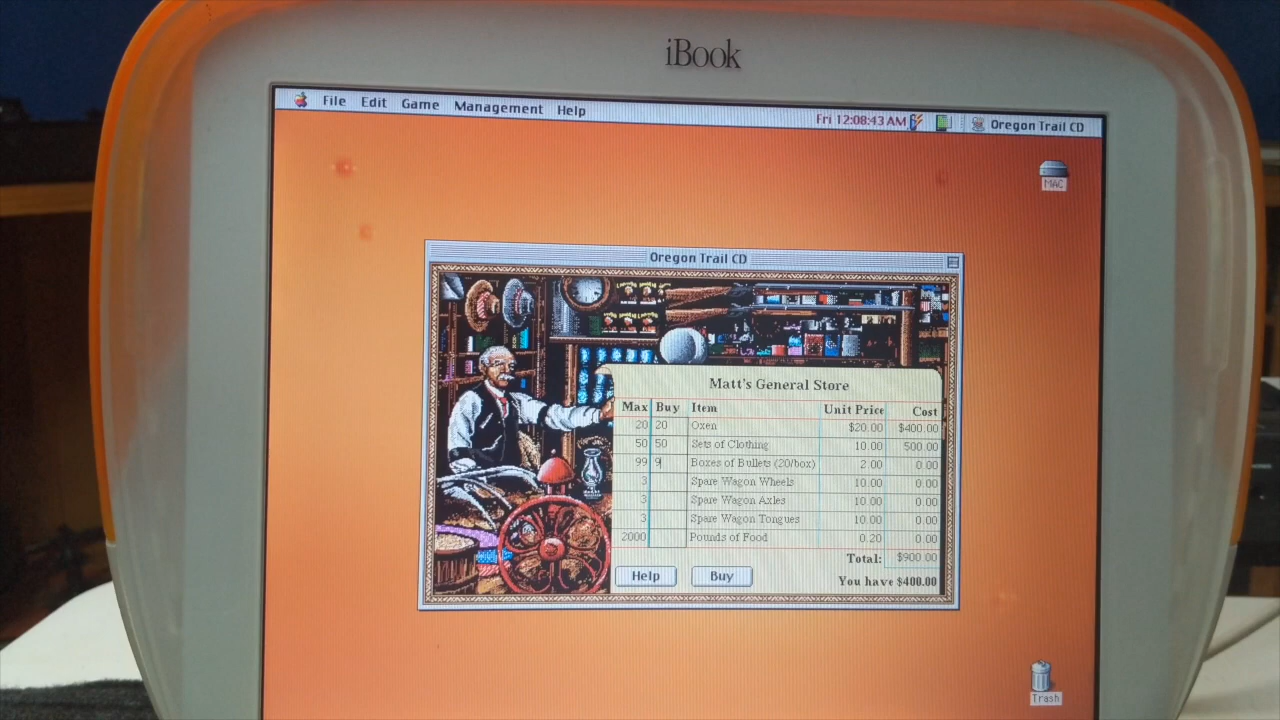 iBook
File Edit Game Management Help Fri 12:08:43 AM Oregon Trail CD
MAC
Oregon Trail CD
Matt's General Store
Max Buy Item Unit Price Cost
20 20 Oxen $20.00 $400.00
50 50 Sets of Clothing 10.00 500.00
99 9 Boxes of Bullets (20/box) 2.00 0.00
3 Spare Wagon Wheels 10.00 0.00
3 Spare Wagon Axles 10.00 0.00
3 Spare Wagon Tongues 10.00 0.00
2000 Pounds of Food 0.20 0.00
Total: $900.00
Help Buy You have $400.00
Trash